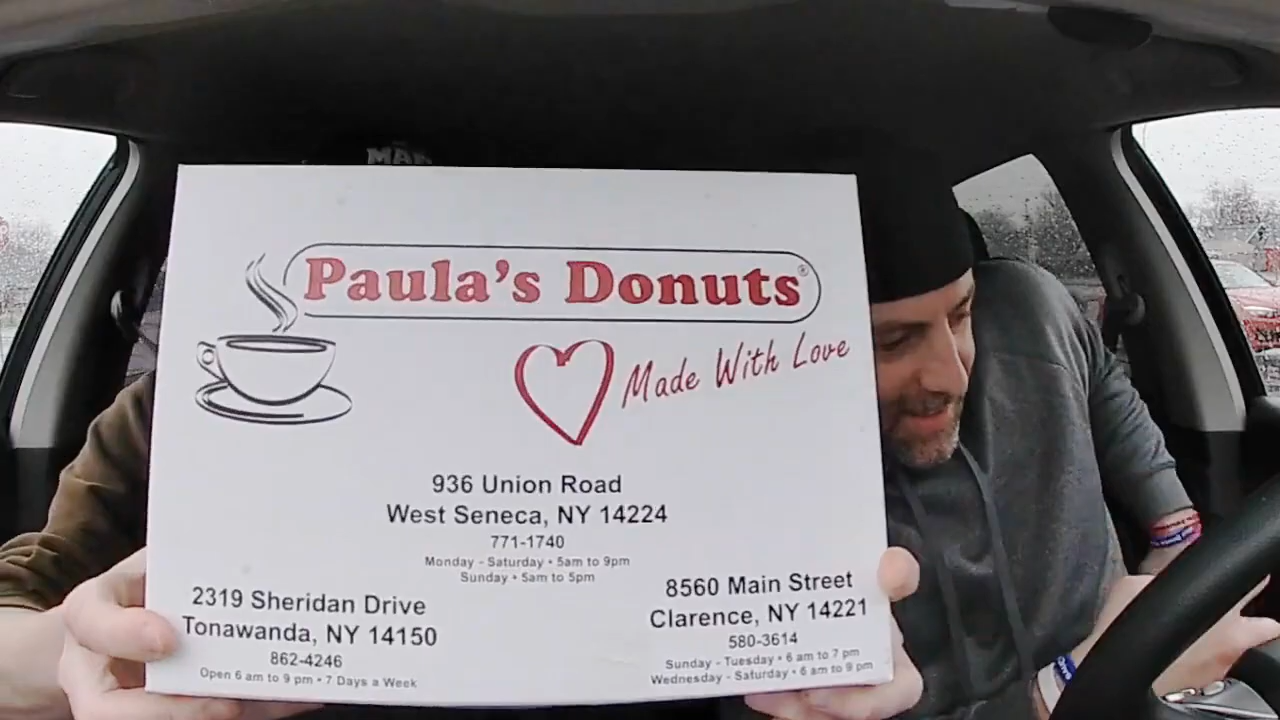 MAF
Paula's Donuts®
Made With Love
936 Union Road
West Seneca, NY 14224
771-1740
Monday - Saturday • 5am to 9pm
Sunday • 5am to 5pm
2319 Sheridan Drive
Tonawanda, NY 14150
862-4246
Open 6 am to 9 pm • 7 Days a Week
8560 Main Street
Clarence, NY 14221
580-3614
Sunday - Tuesday • 6 am to 7 pm
Wednesday - Saturday • 6 am to 9 pm